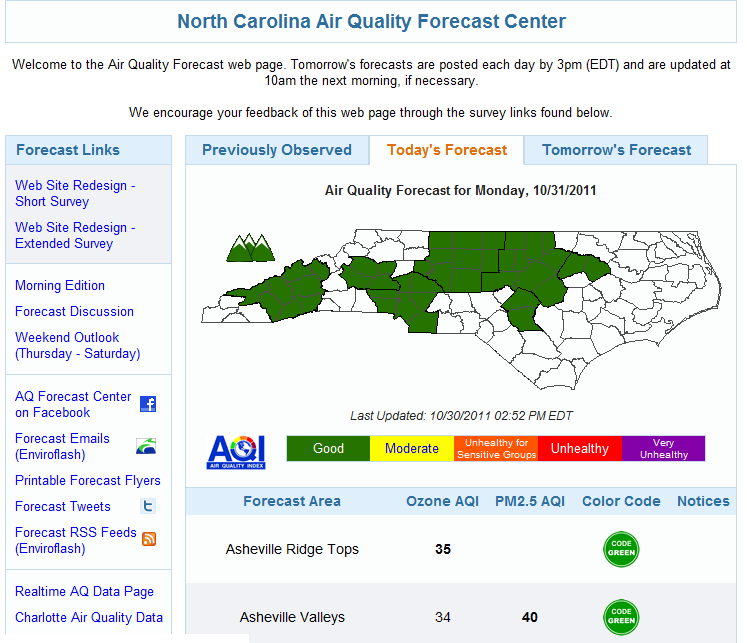 North Carolina Air Quality Forecast Center
Welcome to the Air Quality Forecast web page. Tomorrow's forecasts are posted each day by 3pm (EDT) and are updated at
10am the next morning, if necessary.
We encourage your feedback of this web page through the survey links found below.
Forecast Links
Web Site Redesign -
Short Survey
Web Site Redesign -
Extended Survey
Morning Edition
Forecast Discussion
Weekend Outlook
(Thursday - Saturday)
AQ Forecast Center
on Facebook
f
Forecast Emails
(Enviroflash)
Printable Forecast Flyers
Forecast Tweets
t
Forecast RSS Feeds
(Enviroflash)
Realtime AQ Data Page
Charlotte Air Quality Data
Previously Observed
Today's Forecast
Tomorrow's Forecast
Air Quality Forecast for Monday, 10/31/2011
Last Updated: 10/30/2011 02:52 PM EDT
AQI
AIR QUALITY INDEX
Good
Moderate
Unhealthy for
Sensitive Groups
Unhealthy
Very
Unhealthy
Forecast Area Ozone AQI PM2.5 AQI Color Code Notices
Asheville Ridge Tops 35
CODE
GREEN
Asheville Valleys 34 40
CODE
GREEN